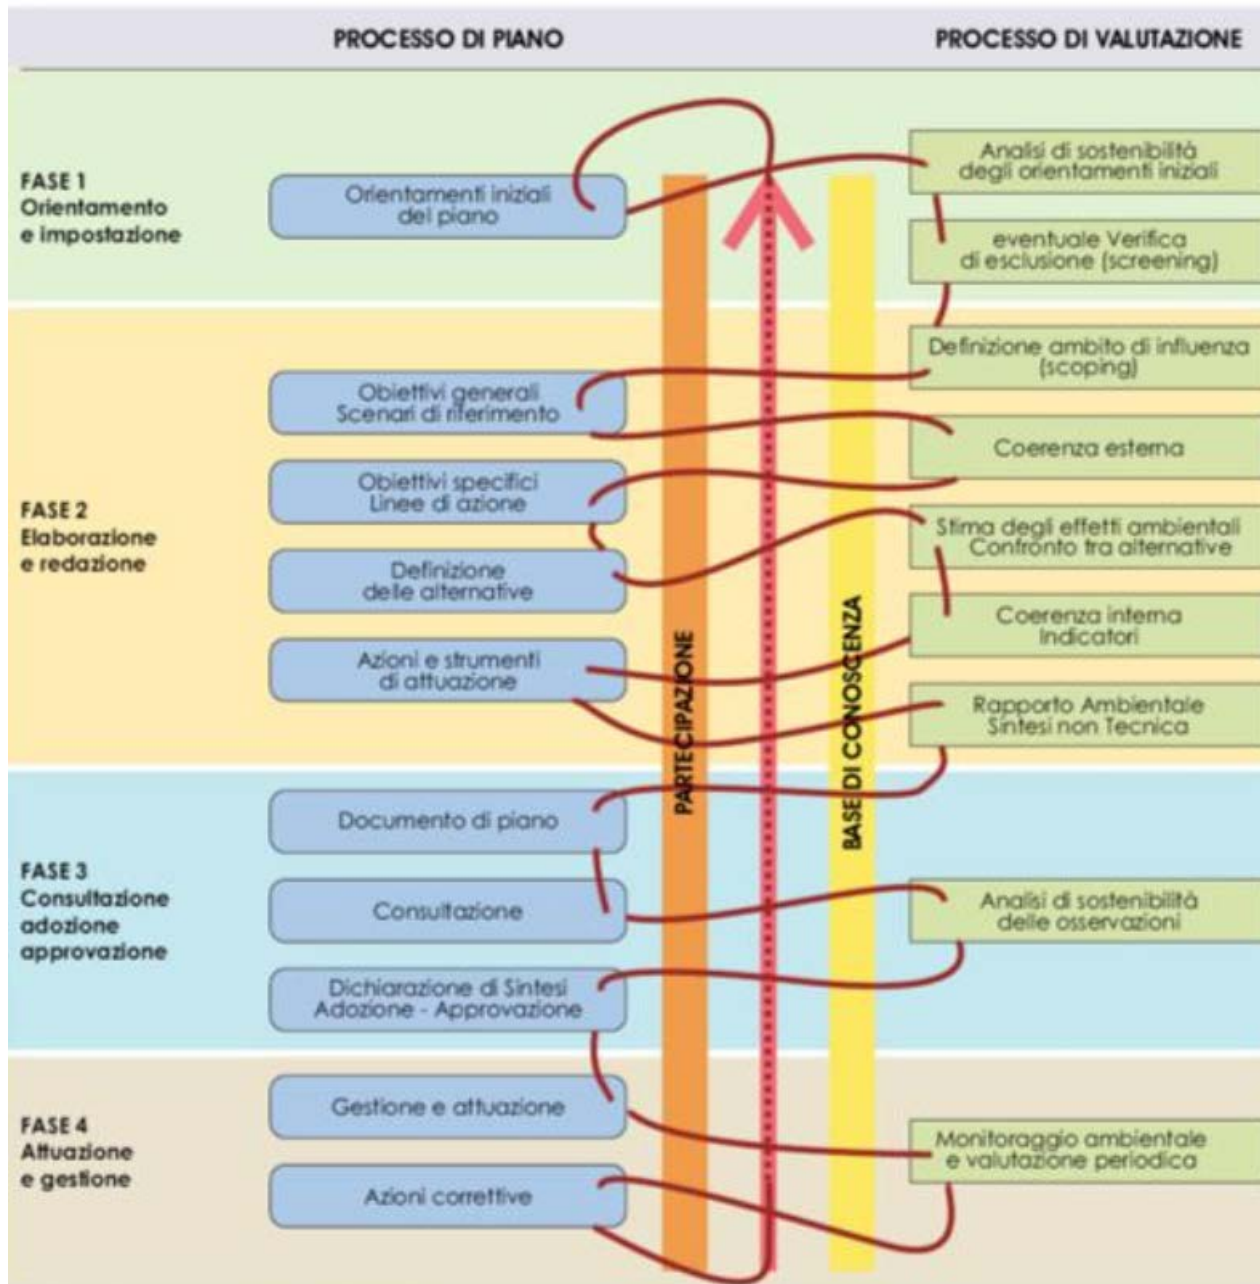 PROCESSO DI PIANO
PROCESSO DI VALUTAZIONE
FASE 1
Orientamento
e impostazione
Orientamenti iniziali
del piano
Analisi di sostenibilità
degli orientamenti iniziali
eventuale Verifica
di esclusione (screening)
FASE 2
Elaborazione
e redazione
Definizione ambito di influenza
(scoping)
Obiettivi generali
Scenari di riferimento
Coerenza esterna
Obiettivi specifici
Linee di azione
Stima degli effetti ambientali
Confronto tra alternative
Definizione
delle alternative
Coerenza interna
Indicatori
Azioni e strumenti
di attuazione
Rapporto Ambientale
Sintesi non Tecnica
PARTECIPAZIONE
BASE DI CONOSCENZA
FASE 3
Consultazione
adozione
approvazione
Documento di piano
Consultazione
Analisi di sostenibilità
delle osservazioni
Dichiarazione di Sintesi
Adozione - Approvazione
FASE 4
Attuazione
e gestione
Gestione e attuazione
Monitoraggio ambientale
e valutazione periodica
Azioni correttive